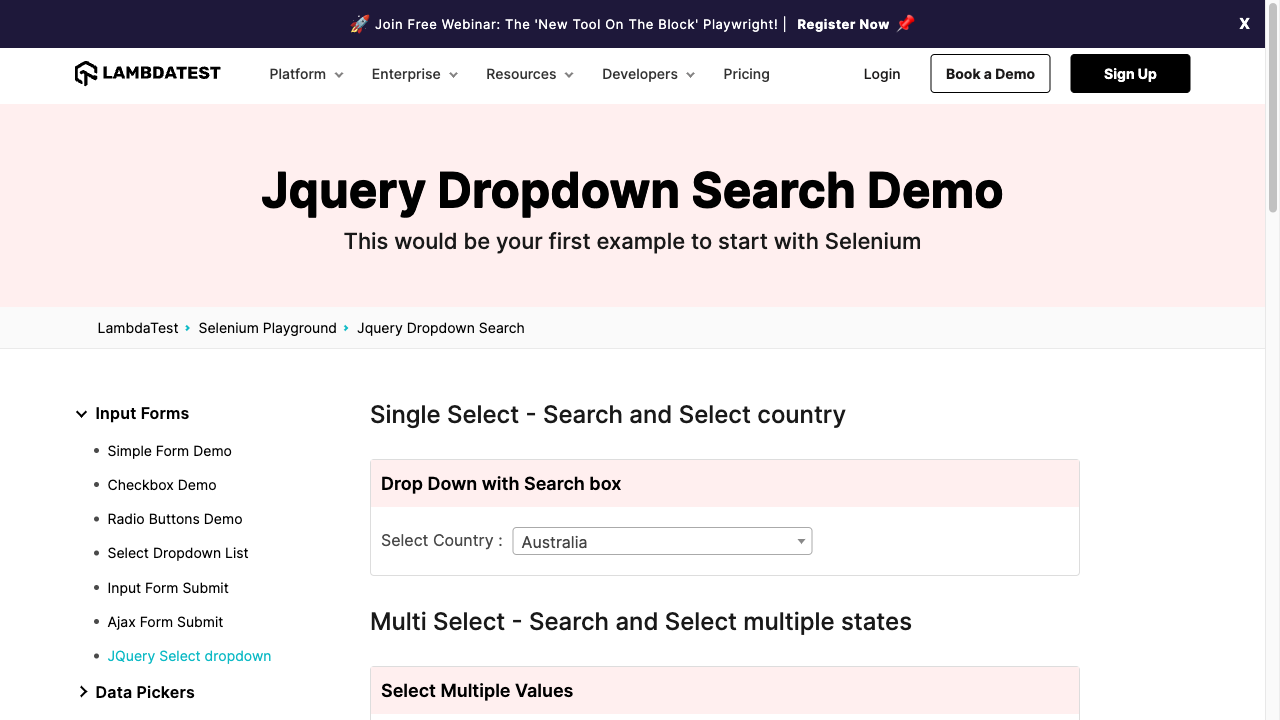 🚀 Join Free Webinar: The 'New Tool On The Block' Playwright! | Register Now 📌 X
LAMBDATEST Platform Enterprise Resources Developers Pricing Login Book a Demo Sign Up
Jquery Dropdown Search Demo
This would be your first example to start with Selenium
LambdaTest › Selenium Playground › Jquery Dropdown Search
Input Forms
Simple Form Demo
Checkbox Demo
Radio Buttons Demo
Select Dropdown List
Input Form Submit
Ajax Form Submit
JQuery Select dropdown
Data Pickers
Single Select - Search and Select country
Drop Down with Search box
Select Country : Australia
Multi Select - Search and Select multiple states
Select Multiple Values